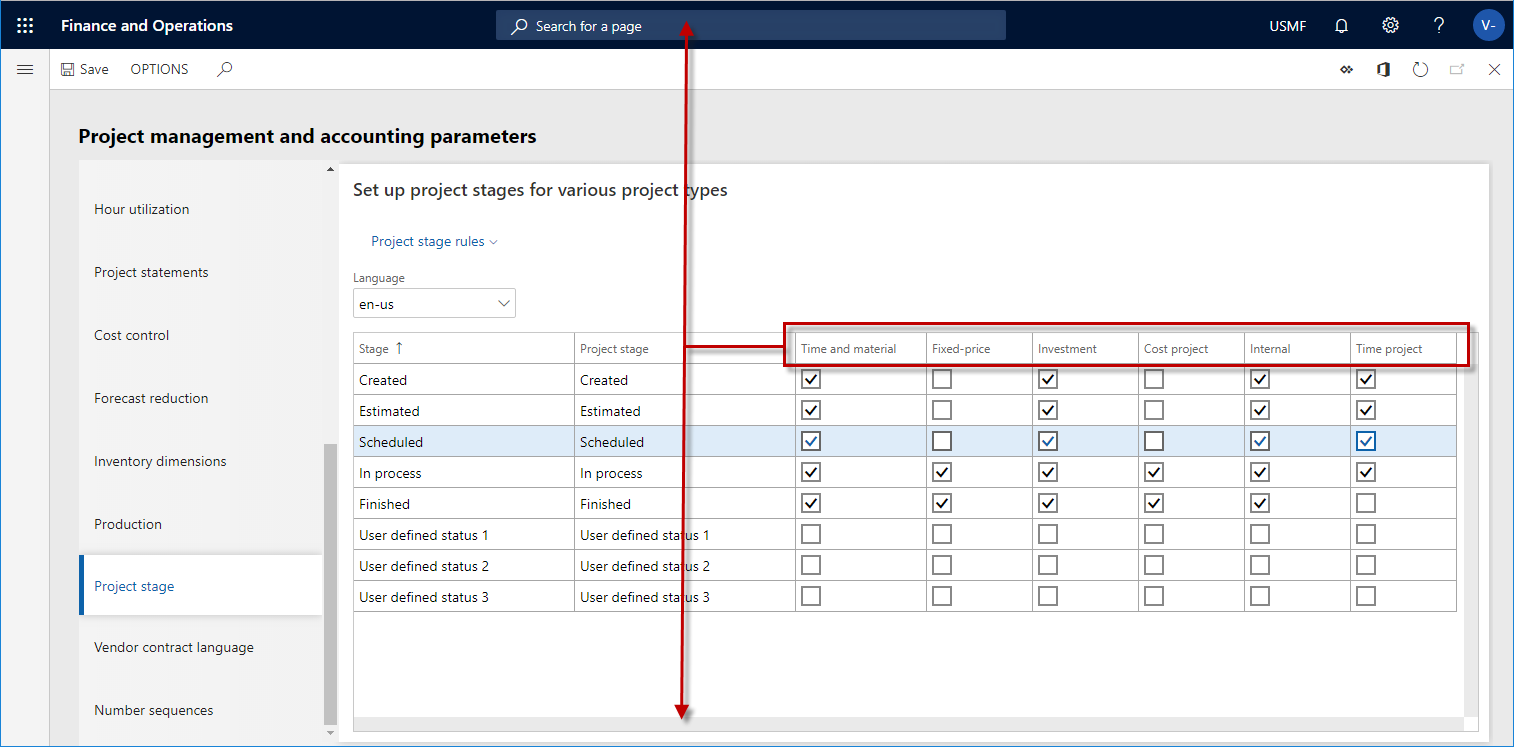 Finance and Operations
Search for a page
USMF
?
V-
Save
OPTIONS
Project management and accounting parameters
Hour utilization
Project statements
Cost control
Forecast reduction
Inventory dimensions
Production
Project stage
Vendor contract language
Number sequences
Set up project stages for various project types
Project stage rules
Language
en-us
Stage ↑ Project stage Time and material Fixed-price Investment Cost project Internal Time project
Created Created
Estimated Estimated
Scheduled Scheduled
In process In process
Finished Finished
User defined status 1 User defined status 1
User defined status 2 User defined status 2
User defined status 3 User defined status 3